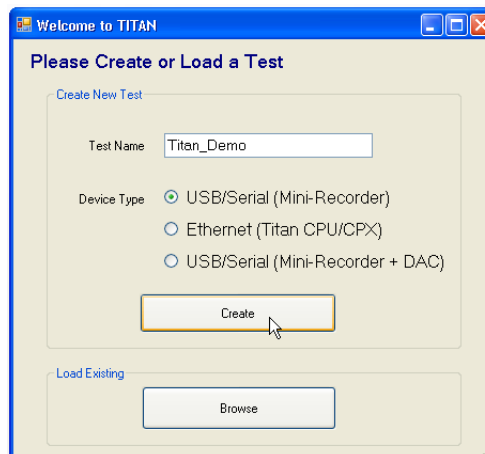 Welcome to TITAN
Please Create or Load a Test
Create New Test
Test Name Titan_Demo
Device Type USB/Serial (Mini-Recorder)
Ethernet (Titan CPU/CPX)
USB/Serial (Mini-Recorder + DAC)
Create
Load Existing
Browse